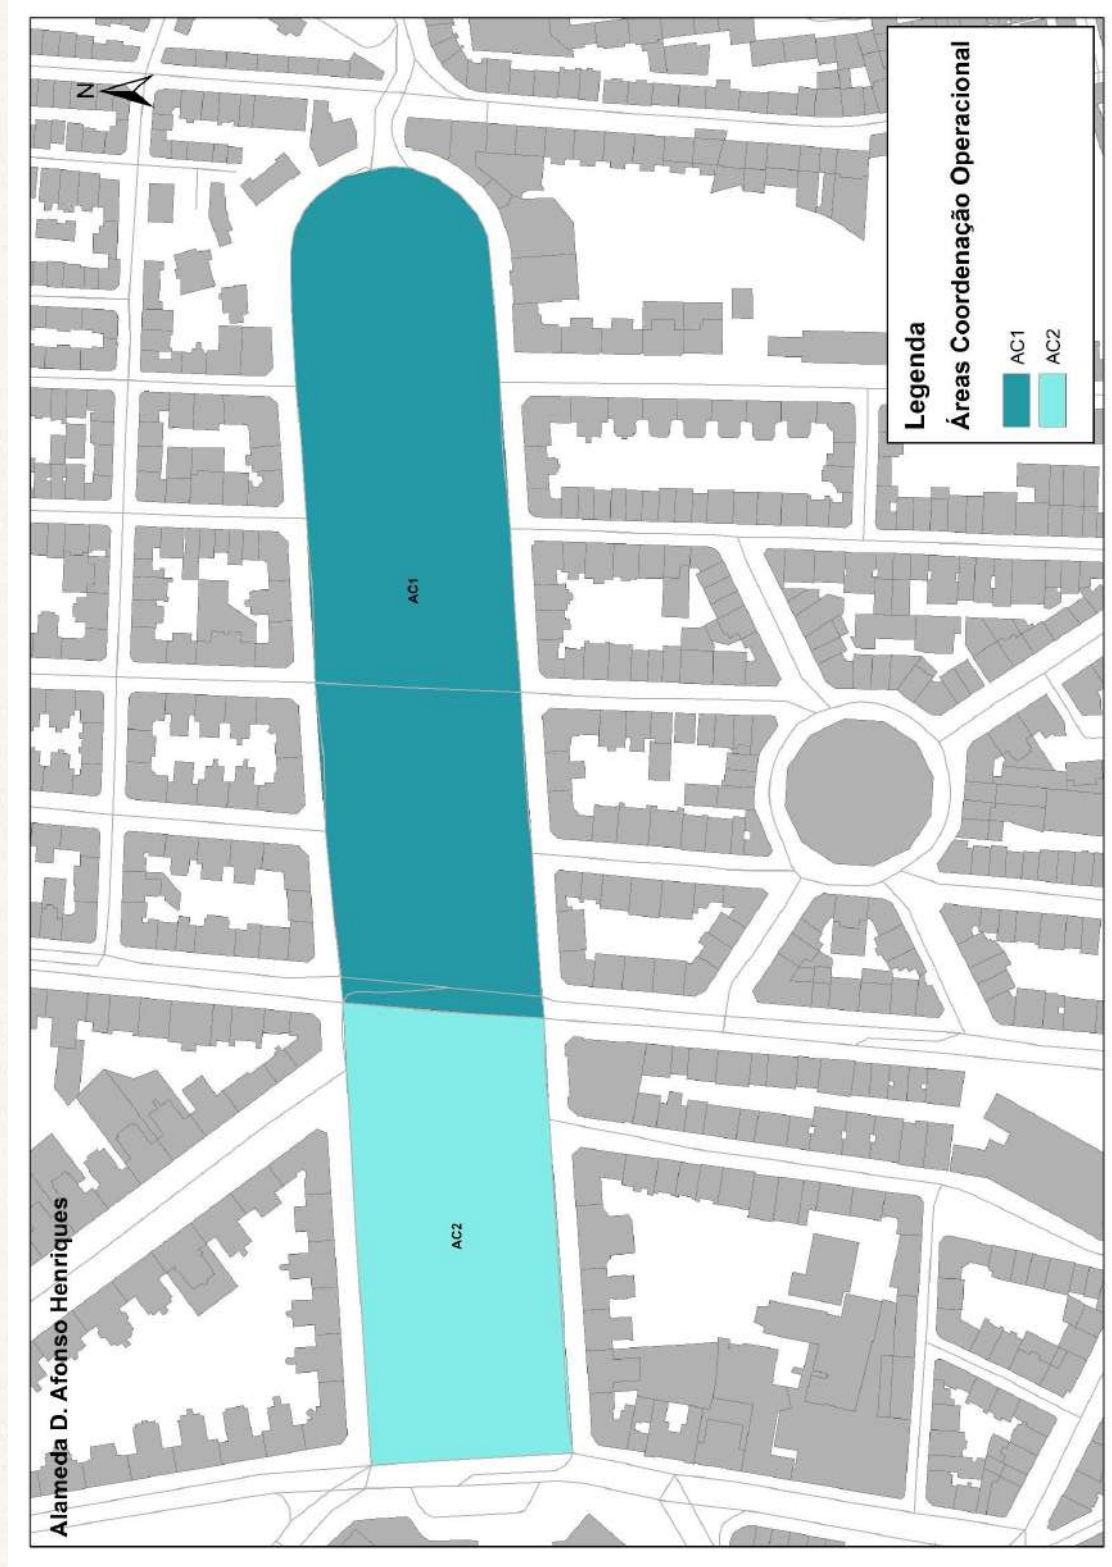 Alameda D. Afonso Henriques
N
AC1
AC2
Legenda
Áreas Coordenação Operacional
AC1
AC2